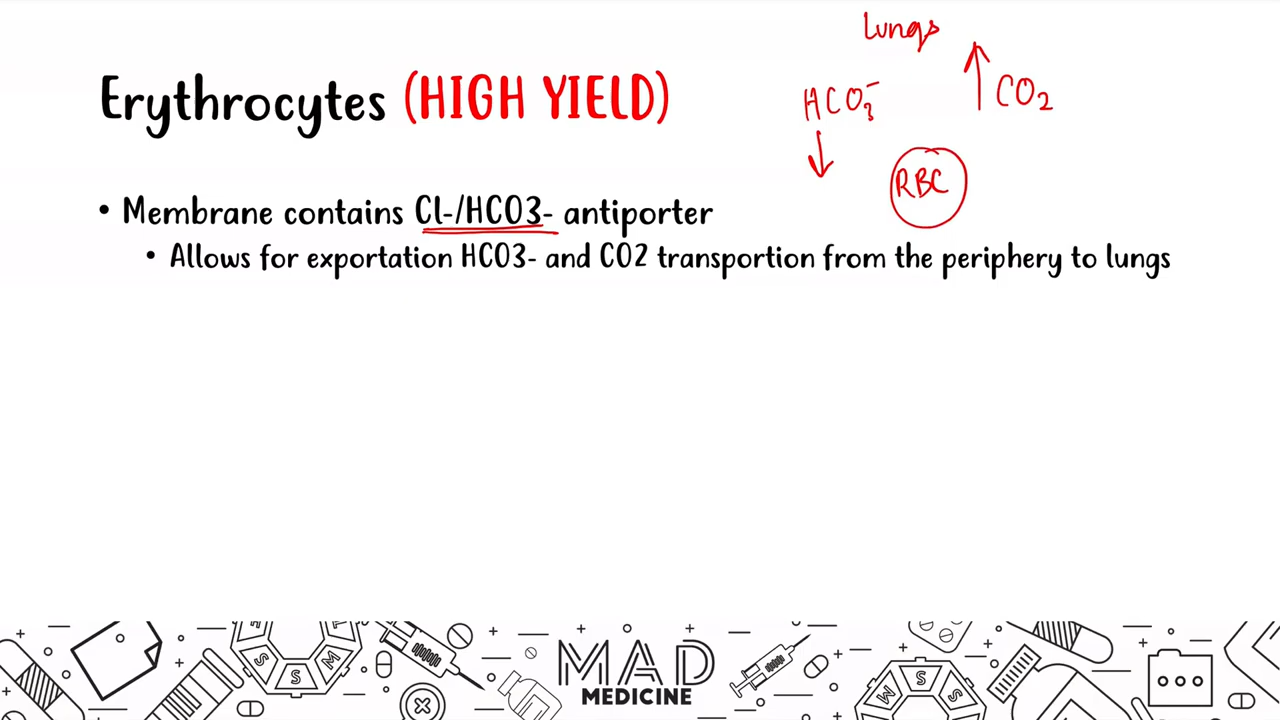 Lungs
HCO3-
CO2
RBC
Erythrocytes (HIGH YIELD)
• Membrane contains Cl-/HCO3- antiporter
• Allows for exportation HCO3- and CO2 transportion from the periphery to lungs
S
S
M
MAD
MEDICINE
M
S
S